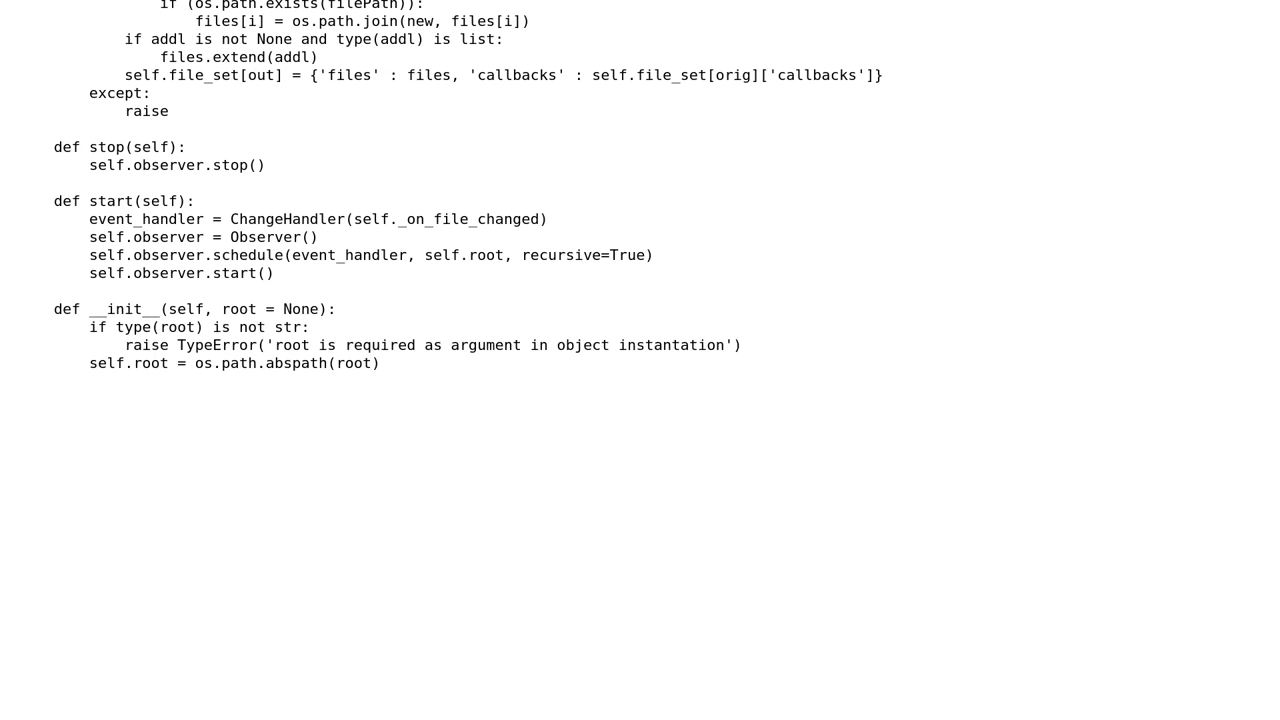 if (os.path.exists(filePath)):
                files[i] = os.path.join(new, files[i])
        if addl is not None and type(addl) is list:
            files.extend(addl)
        self.file_set[out] = {'files' : files, 'callbacks' : self.file_set[orig]['callbacks']}
    except:
        raise

def stop(self):
    self.observer.stop()

def start(self):
    event_handler = ChangeHandler(self._on_file_changed)
    self.observer = Observer()
    self.observer.schedule(event_handler, self.root, recursive=True)
    self.observer.start()

def __init__(self, root = None):
    if type(root) is not str:
        raise TypeError('root is required as argument in object instantation')
    self.root = os.path.abspath(root)